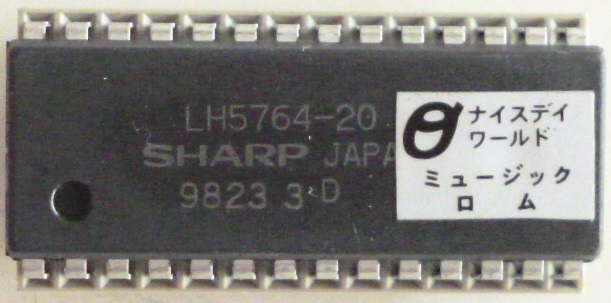 LH5764-20
SHARP JAPA
9823 3 D
ナイスデイ
ワールド
ミュージック
ロム